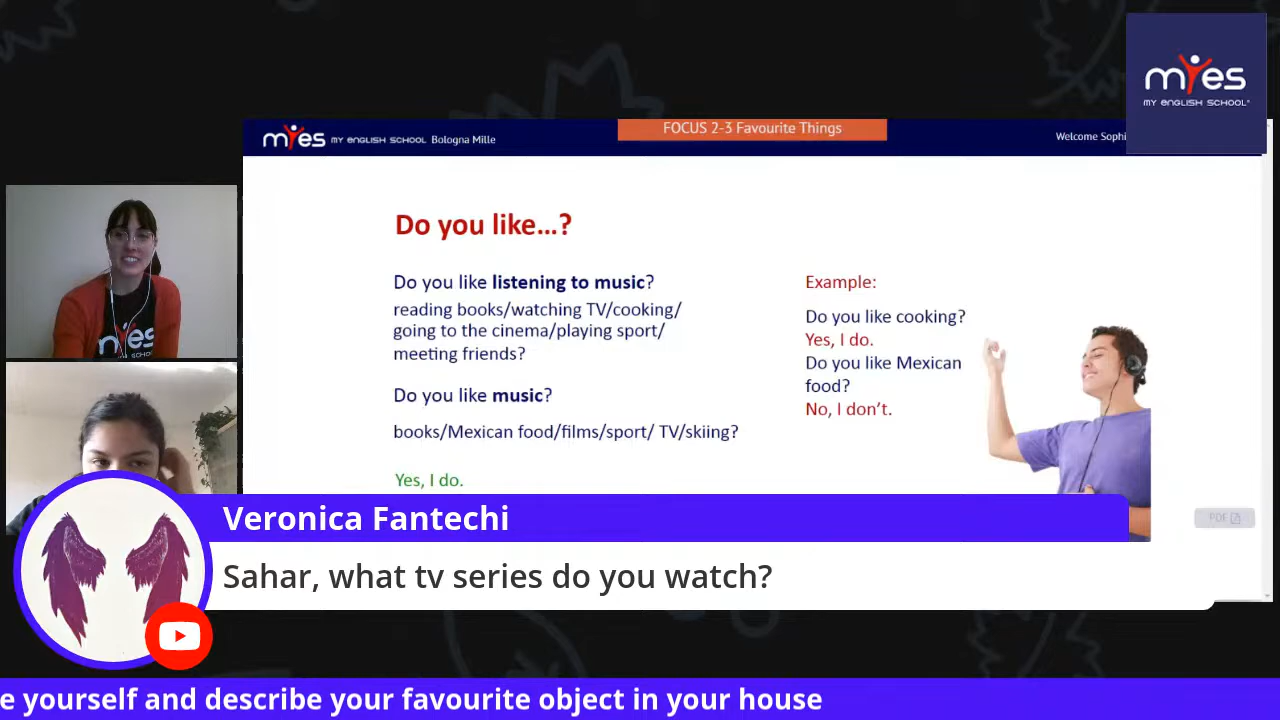 myes
MY ENGLISH SCHOOL
myes MY ENGLISH SCHOOL Bologna Mille
FOCUS 2-3 Favourite Things
Welcome Sophi
Do you like...?
Do you like listening to music?
reading books/watching TV/cooking/
going to the cinema/playing sport/
meeting friends?
Do you like music?
books/Mexican food/films/sport/ TV/skiing?
Yes, I do.
Example:
Do you like cooking?
Yes, I do.
Do you like Mexican
food?
No, I don't.
PDF
myes
Veronica Fantechi
Sahar, what tv series do you watch?
e yourself and describe your favourite object in your house